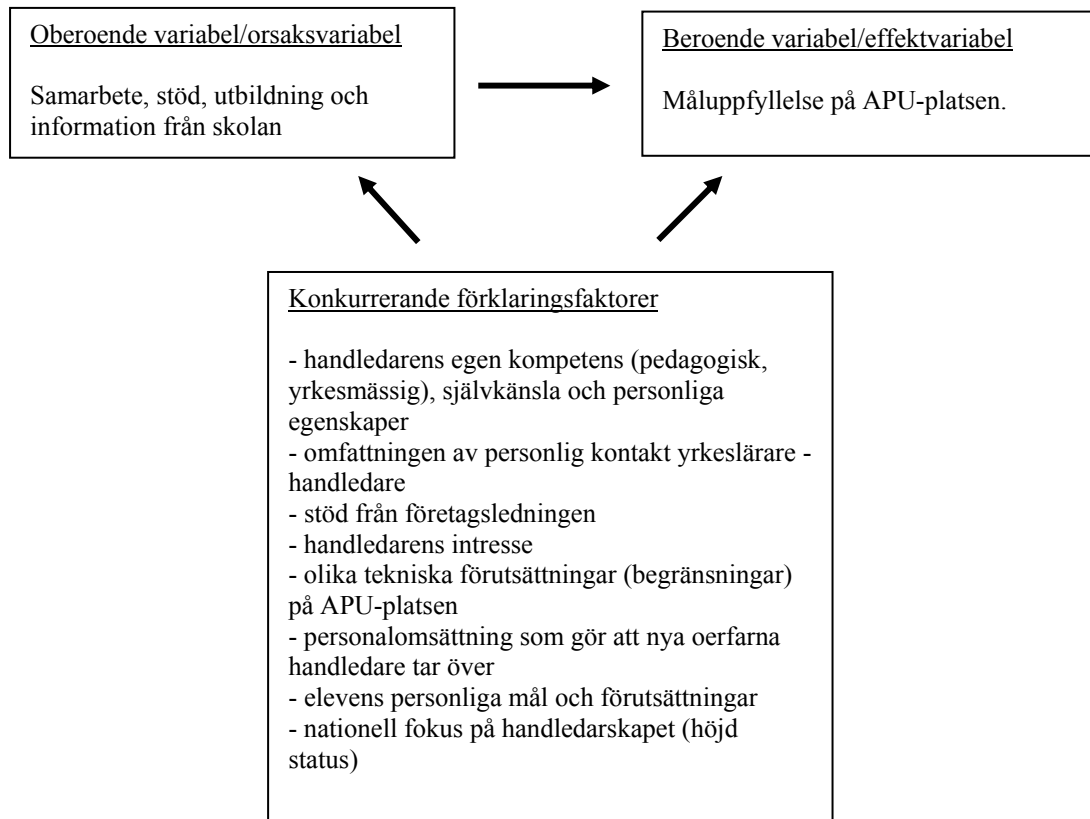 Oberoende variabel/orsaksvariabel
Samarbete, stöd, utbildning och
information från skolan
Beroende variabel/effektvariabel
Måluppfyllelse på APU-platsen.
Konkurrerande förklaringsfaktorer
- handledarens egen kompetens (pedagogisk,
yrkesmässig), självkänsla och personliga
egenskaper
- omfattningen av personlig kontakt yrkeslärare -
handledare
- stöd från företagsledningen
- handledarens intresse
- olika tekniska förutsättningar (begränsningar)
på APU-platsen
- personalomsättning som gör att nya oerfarna
handledare tar över
- elevens personliga mål och förutsättningar
- nationell fokus på handledarskapet (höjd
status)